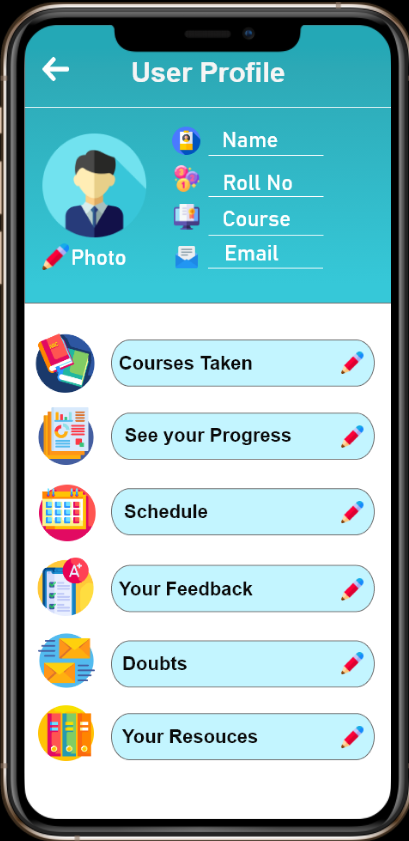 User Profile
Name
Roll No
Course
Email
Photo
Courses Taken
See your Progress
Schedule
A+
Your Feedback
Doubts
Your Resouces